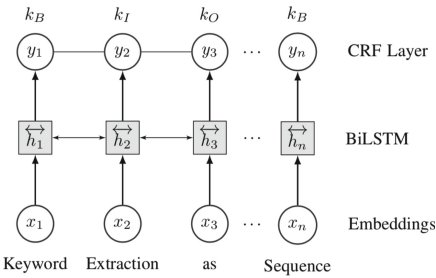 k_B k_I k_O k_B
y_1 y_2 y_3 ... y_n CRF Layer
h_1 h_2 h_3 ... h_n BiLSTM
x_1 x_2 x_3 ... x_n Embeddings
Keyword Extraction as Sequence